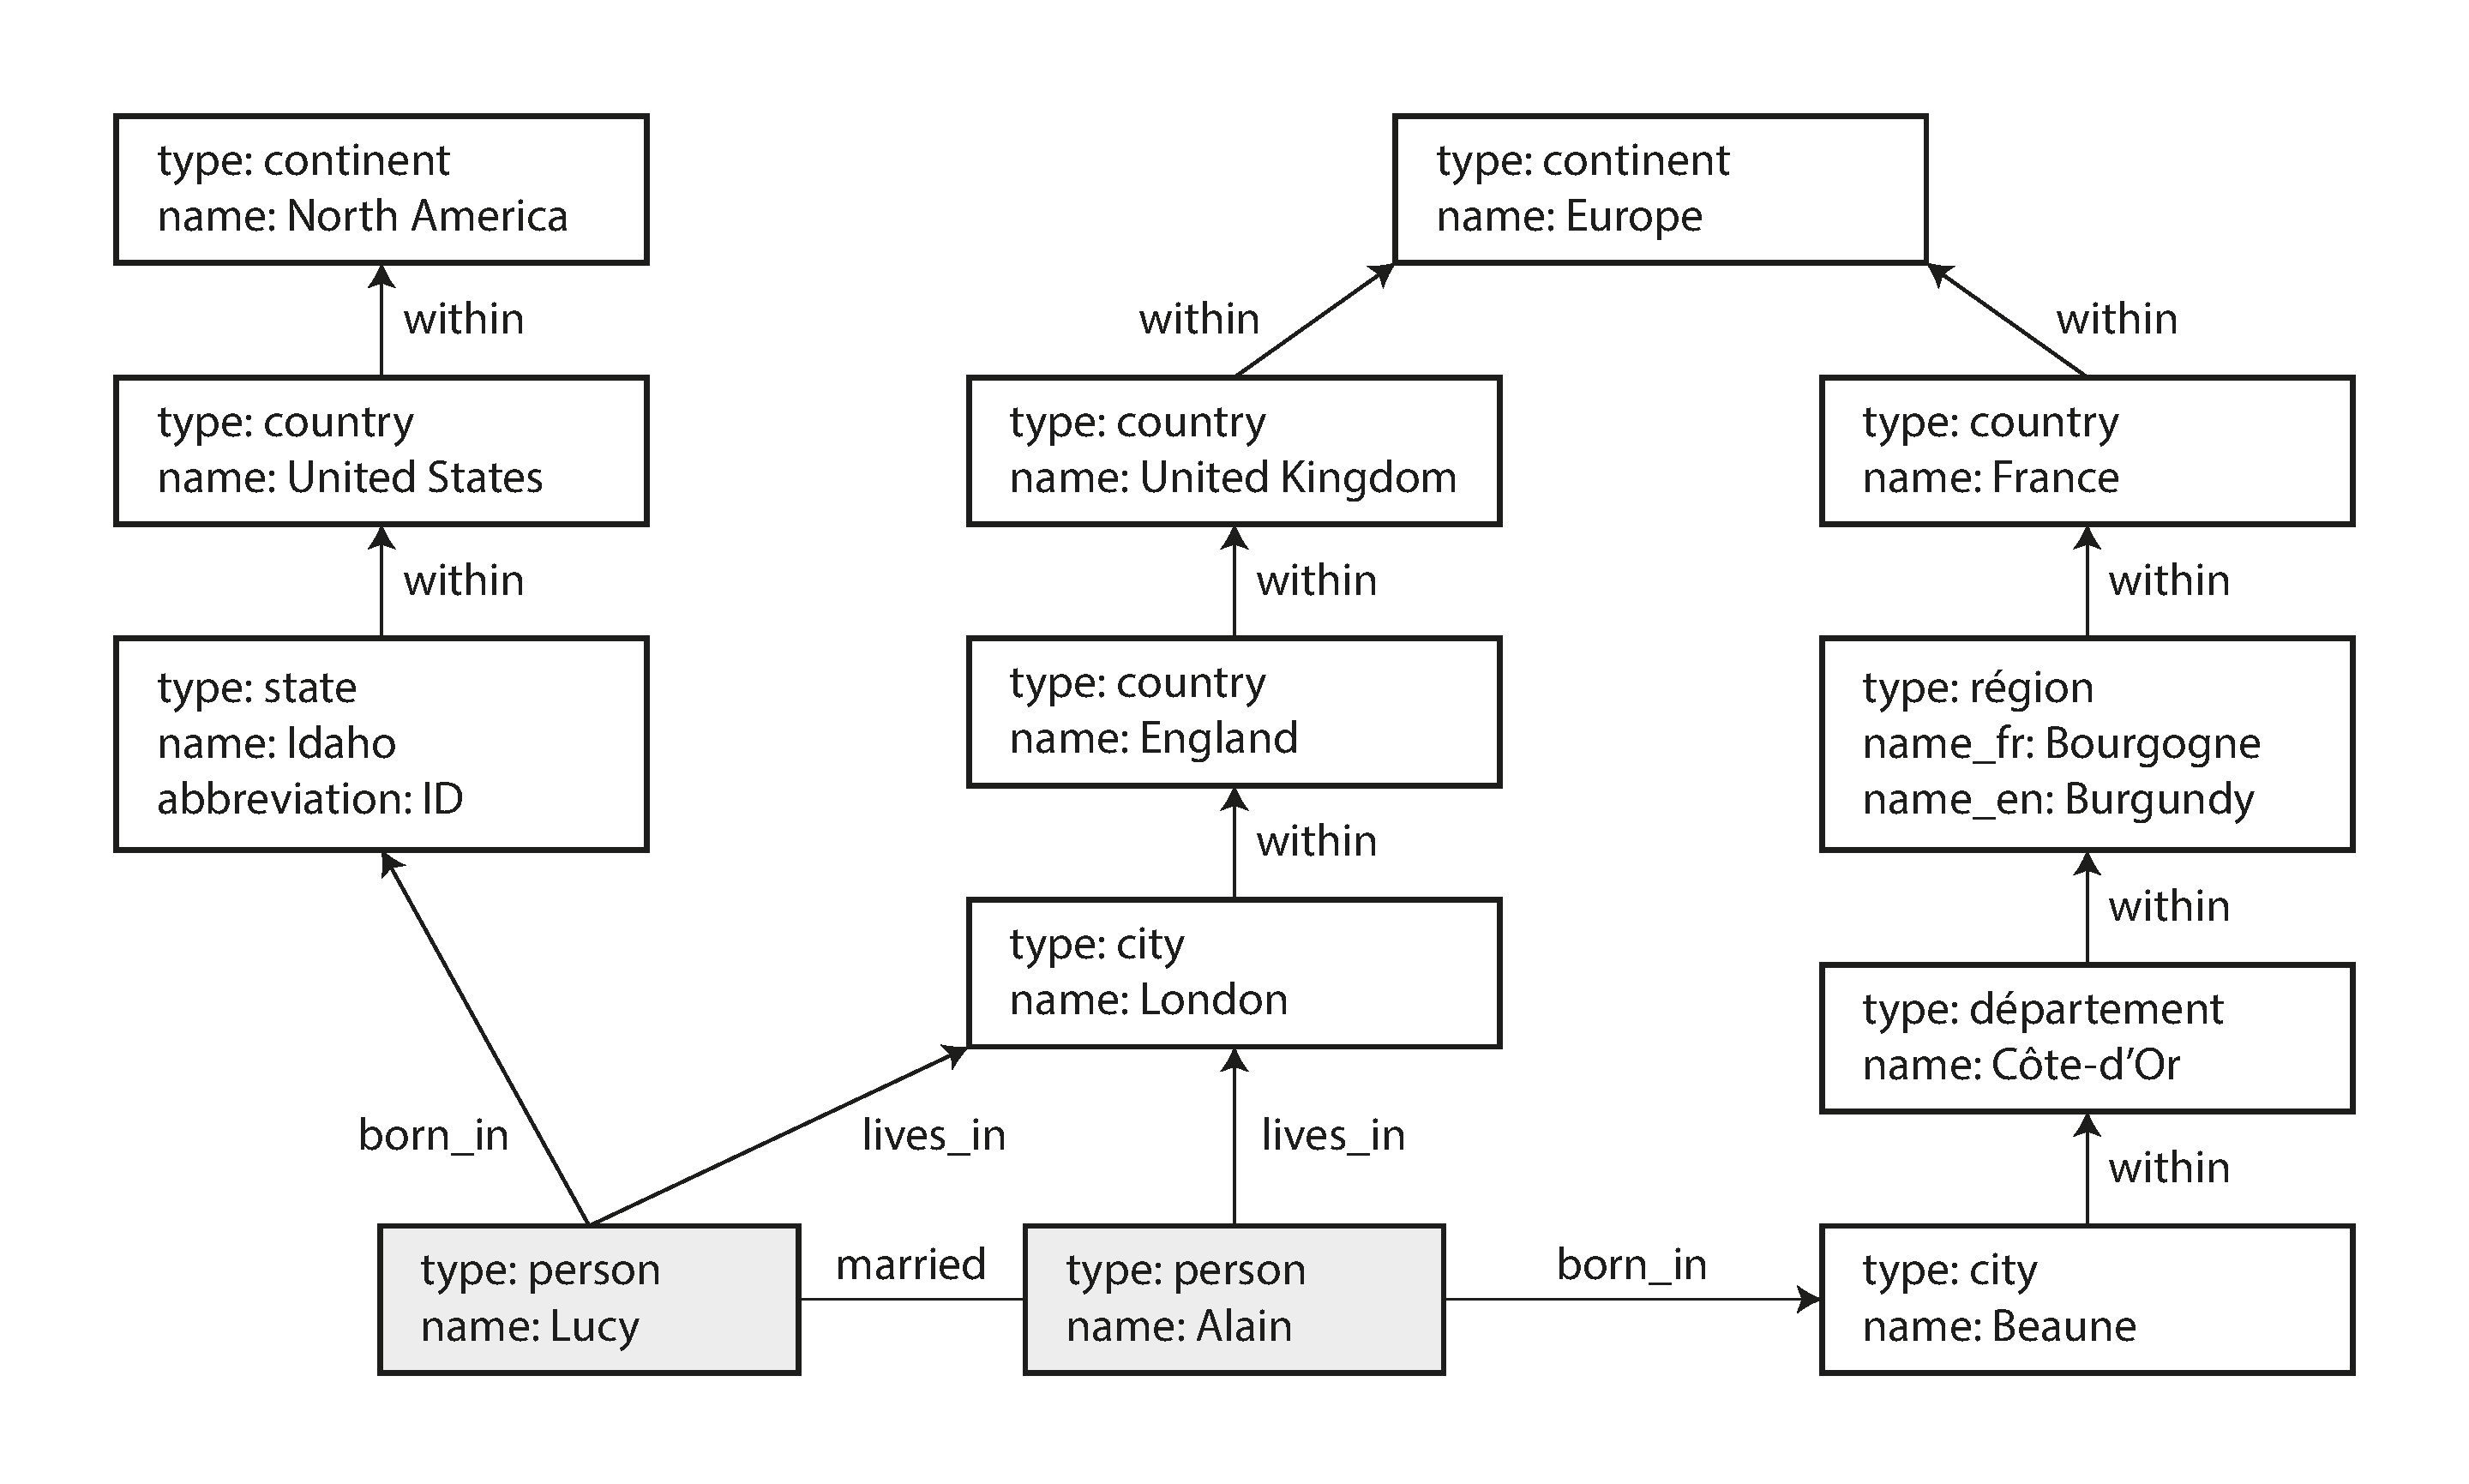 type: continent
name: North America
type: continent
name: Europe
within
within
within
type: country
name: United States
type: country
name: United Kingdom
type: country
name: France
within
within
within
type: state
name: Idaho
abbreviation: ID
type: country
name: England
type: région
name_fr: Bourgogne
name_en: Burgundy
within
within
type: city
name: London
type: département
name: Côte-d’Or
born_in
lives_in
lives_in
within
type: person
name: Lucy
married
type: person
name: Alain
born_in
type: city
name: Beaune